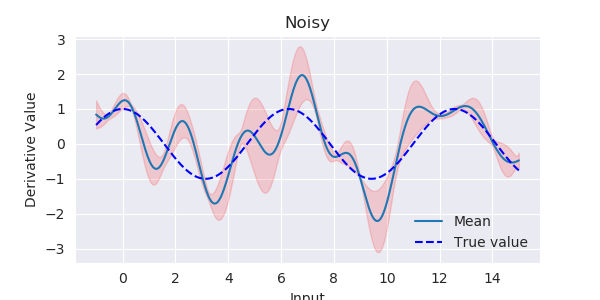 Noisy
3
2
1
0
−1
−2
−3
Derivative Value
Mean
True value
0 2 4 6 8 10 12 14
Input